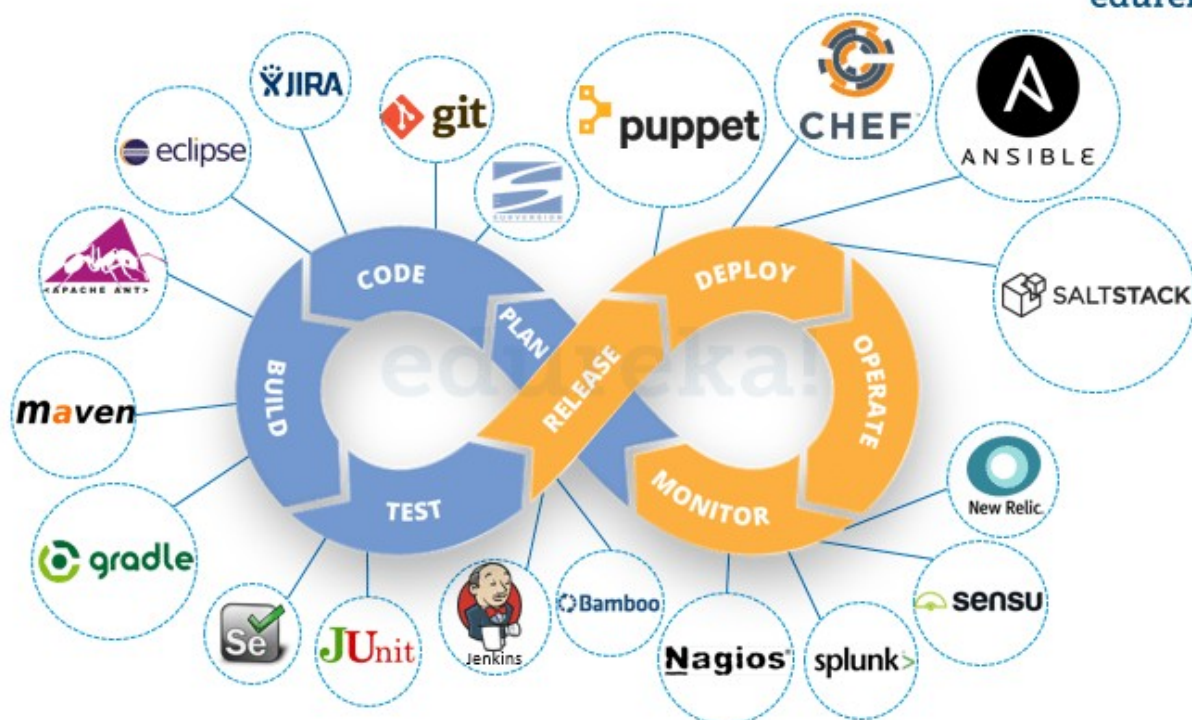 edureka!
JIRA
git
eclipse
SUBVERSION
puppet
CHEF
ANSIBLE
<APACHE ANT>
SALTSTACK
CODE
PLAN
DEPLOY
BUILD
RELEASE
OPERATE
maven
TEST
MONITOR
New Relic.
gradle
Se
JUnit
Jenkins
Bamboo
Nagios®
splunk>
sensu